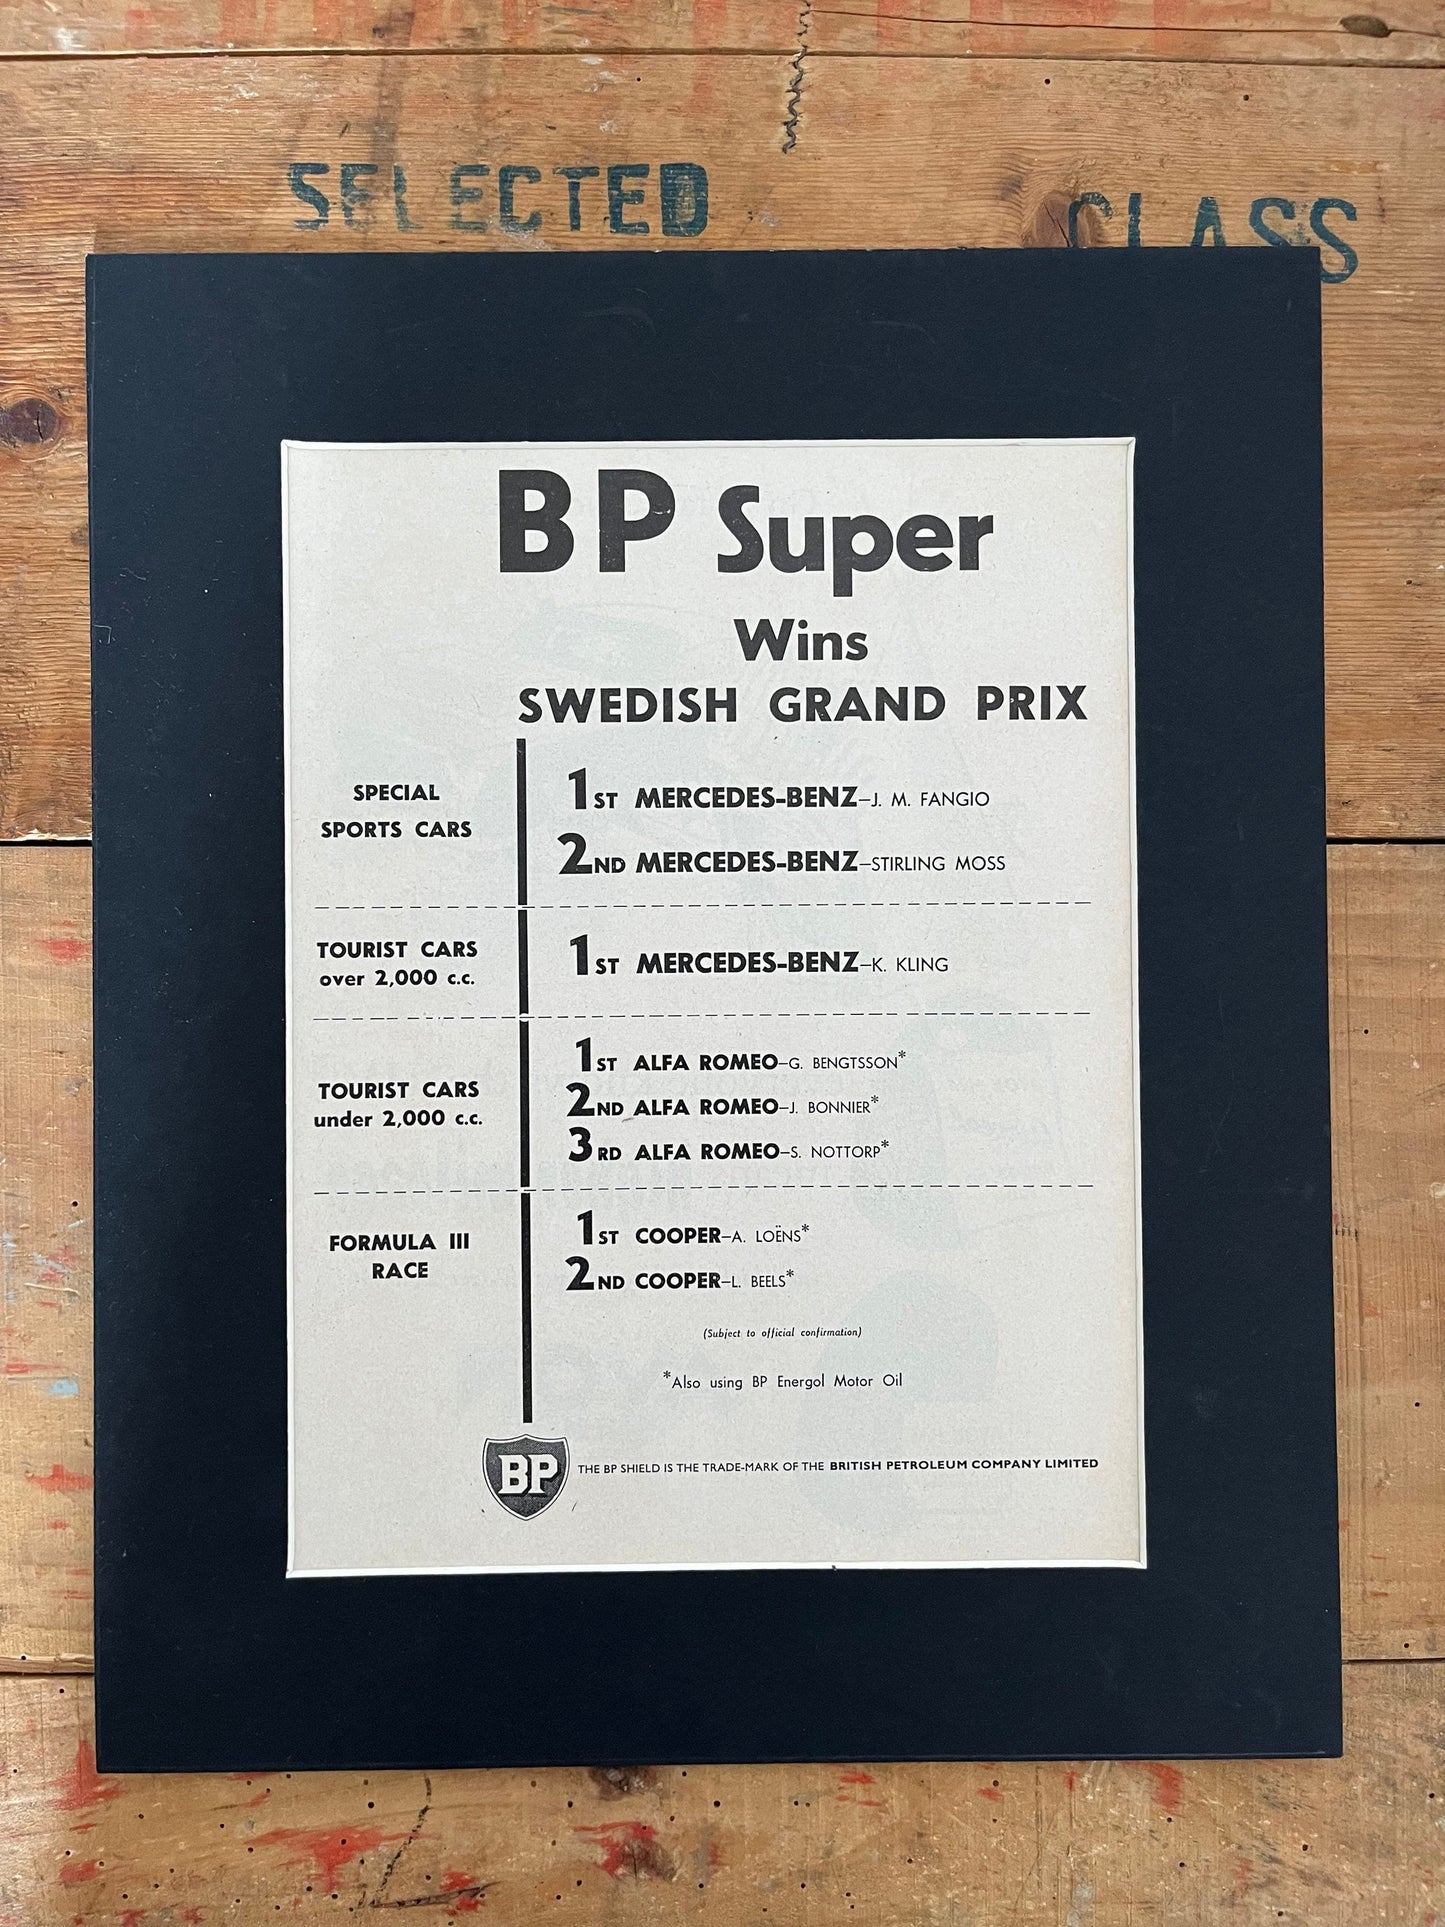 SELECTED CLASS
BP Super
Wins
SWEDISH GRAND PRIX
SPECIAL
SPORTS CARS
1ST MERCEDES-BENZ–J. M. FANGIO
2ND MERCEDES-BENZ–STIRLING MOSS
TOURIST CARS
over 2,000 c.c.
1ST MERCEDES-BENZ–K. KLING
TOURIST CARS
under 2,000 c.c.
1ST ALFA ROMEO–G. BENGTSSON*
2ND ALFA ROMEO–J. BONNIER*
3RD ALFA ROMEO–S. NOTTORP*
FORMULA III
RACE
1ST COOPER–A. LOËNS*
2ND COOPER–L. BEELS*
(Subject to official confirmation)
*Also using BP Energol Motor Oil
BP THE BP SHIELD IS THE TRADE-MARK OF THE BRITISH PETROLEUM COMPANY LIMITED